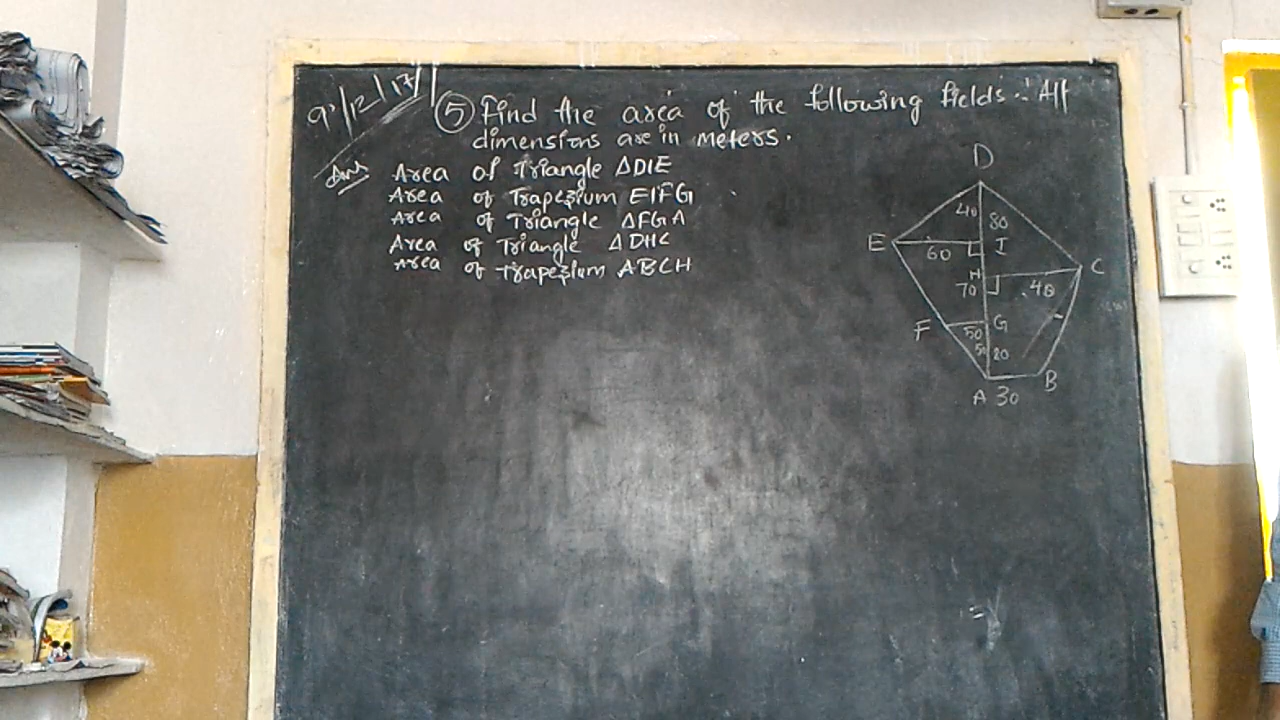 9/12/17
5 Find the area of the following fields. All
dimensions are in meters.
Ans Area of Triangle ΔDIE
Area of Trapezium EIFG
Area of Triangle ΔFGA
Area of Triangle ΔDHC
Area of Trapezium ABCH
D
40 80
E 60 I
H C
70 40
F G
50
50 20
A 30 B